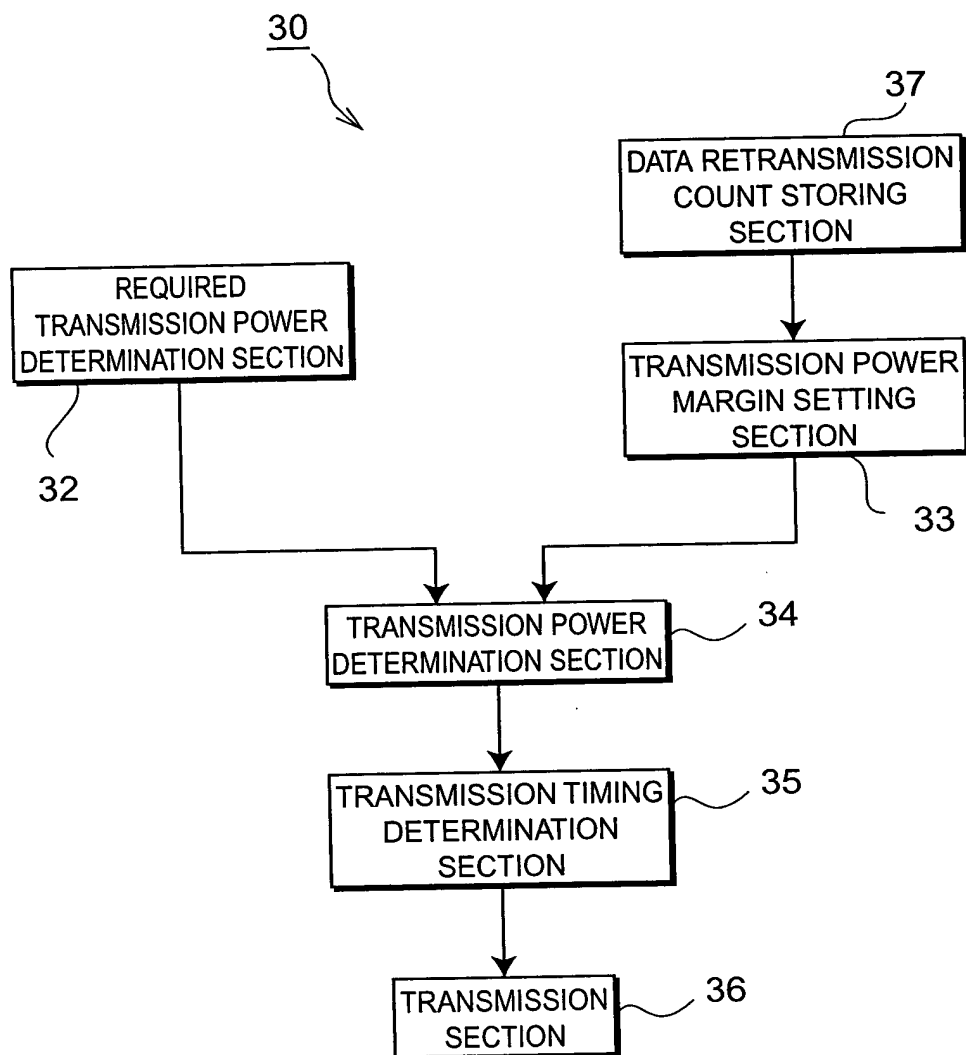 30
37
DATA RETRANSMISSION
COUNT STORING
SECTION
REQUIRED
TRANSMISSION POWER
DETERMINATION SECTION
32
TRANSMISSION POWER
MARGIN SETTING
SECTION
33
TRANSMISSION POWER
DETERMINATION SECTION
34
TRANSMISSION TIMING
DETERMINATION
SECTION
35
TRANSMISSION
SECTION
36